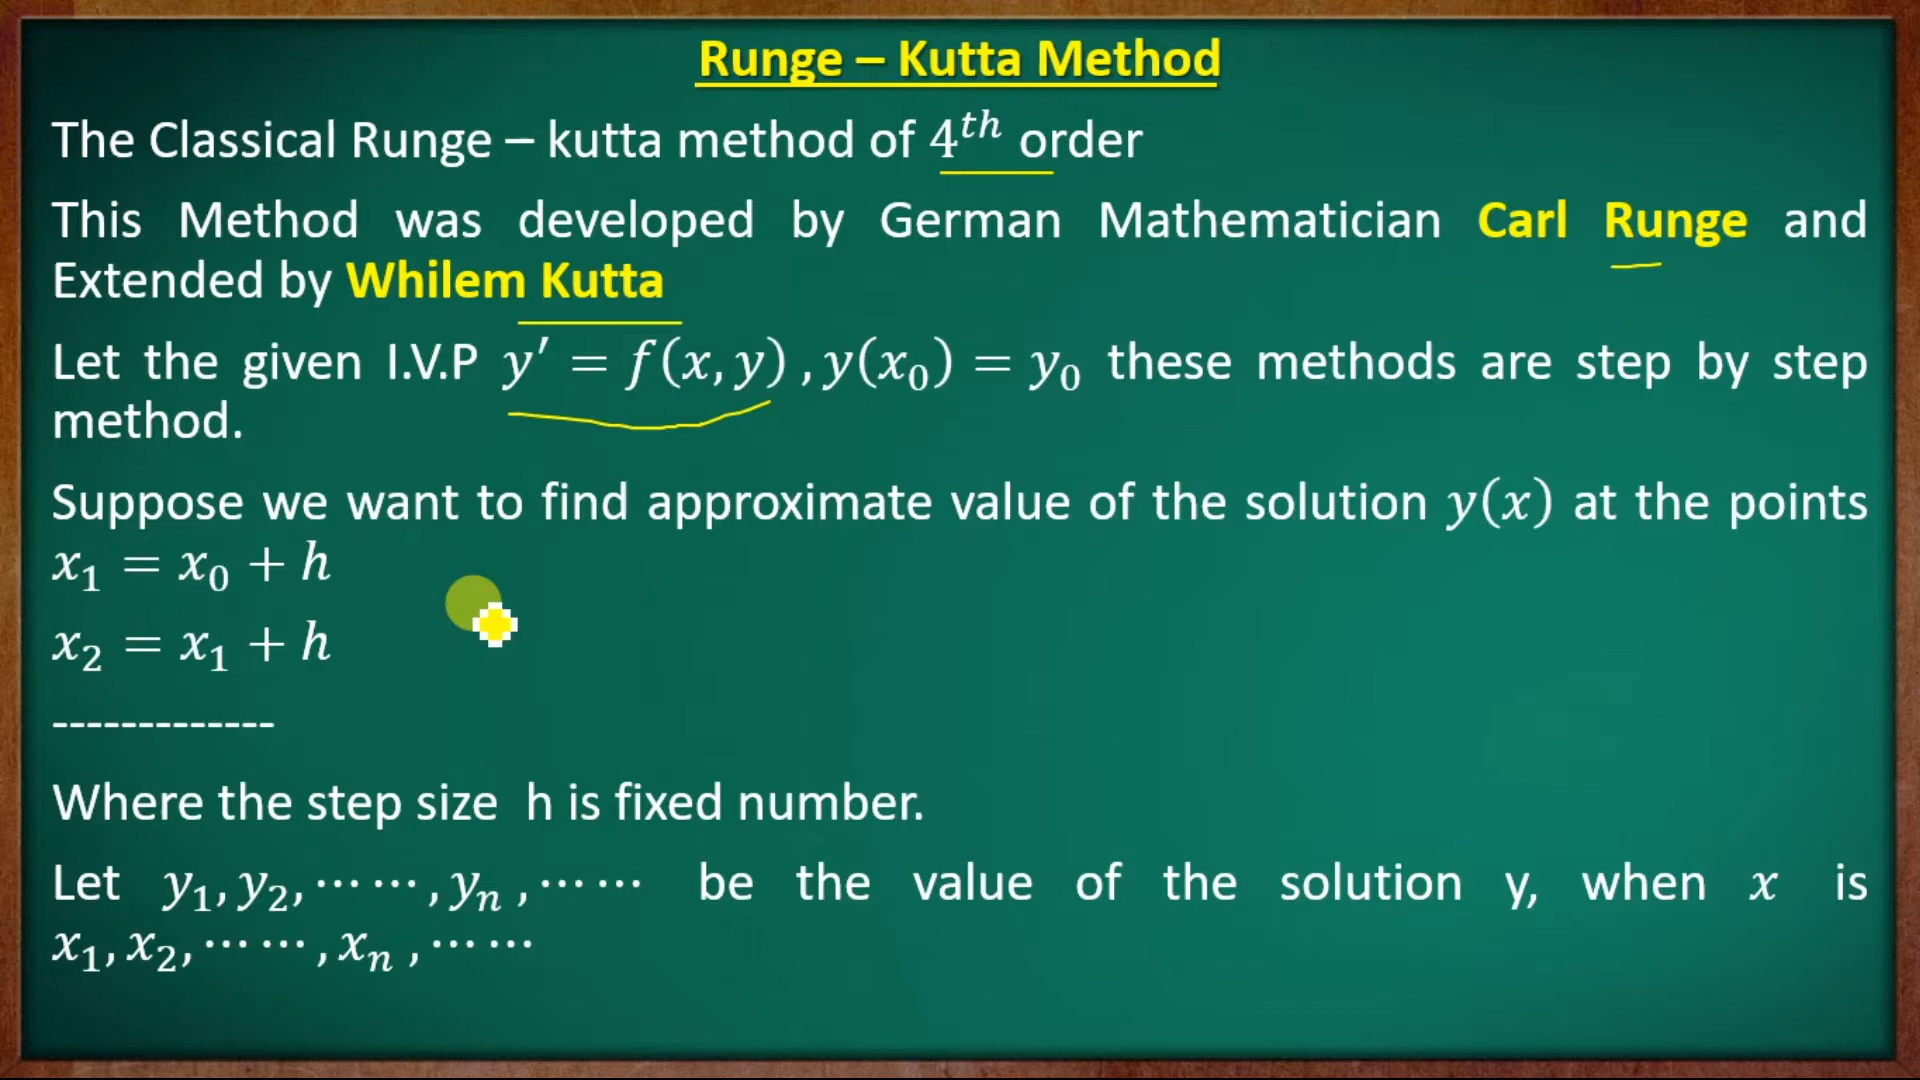 Runge – Kutta Method
The Classical Runge – kutta method of 4th order
This Method was developed by German Mathematician Carl Runge and
Extended by Whilem Kutta
Let the given I.V.P y′ = f(x, y) , y(x₀) = y₀ these methods are step by step
method.
Suppose we want to find approximate value of the solution y(x) at the points
x₁ = x₀ + h
x₂ = x₁ + h
-------------
Where the step size h is fixed number.
Let y₁, y₂, ⋯ ⋯ , yₙ , ⋯ ⋯ be the value of the solution y, when x is
x₁, x₂, ⋯ ⋯ , xₙ , ⋯ ⋯